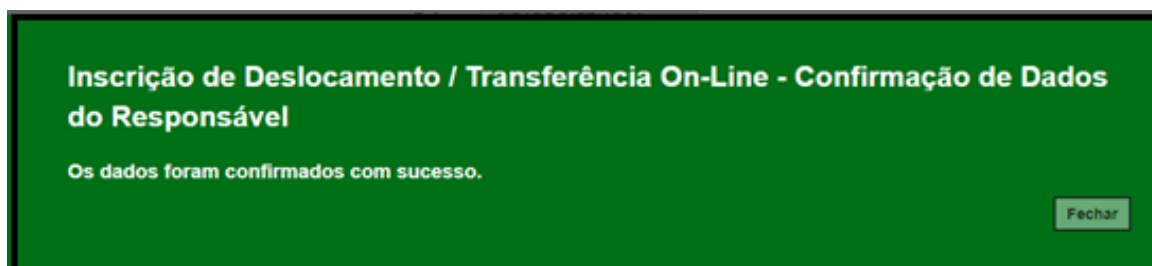 Inscrição de Deslocamento / Transferência On-Line - Confirmação de Dados
do Responsável
Os dados foram confirmados com sucesso.
Fechar